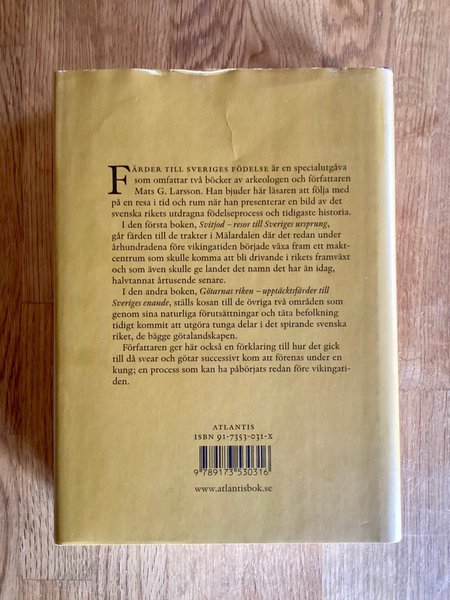 FÄRDER TILL SVERIGES FÖDELSE är en specialutgåva
som omfattar två böcker av arkeologen och författaren
Mats G. Larsson. Han bjuder här läsaren att följa med
på en resa i tid och rum när han presenterar en bild av det
svenska rikets utdragna födelseprocess och tidigaste historia.
I den första boken, Svitjod – resor till Sveriges ursprung,
går färden till de trakter i Mälardalen där det redan under
århundradena före vikingatiden började växa fram ett makt-
centrum som skulle komma att bli drivande i rikets framväxt
och som även skulle ge landet det namn det har än idag,
halvtannat årtusende senare.
I den andra boken, Götarnas riken – upptäcktsfärder till
Sveriges enande, ställs kosan till de övriga två områden som
genom sina naturliga förutsättningar och täta befolkning
tidigt kommit att utgöra tunga delar i det spirande svenska
riket, de bägge götalandskapen.
Författaren ger här också en förklaring till hur det gick
till då svear och götar successivt kom att förenas under en
kung; en process som kan ha påbörjats redan före vikingati-
den.
ATLANTIS
ISBN 91-7353-031-X
9 789173 530316
www.atlantisbok.se